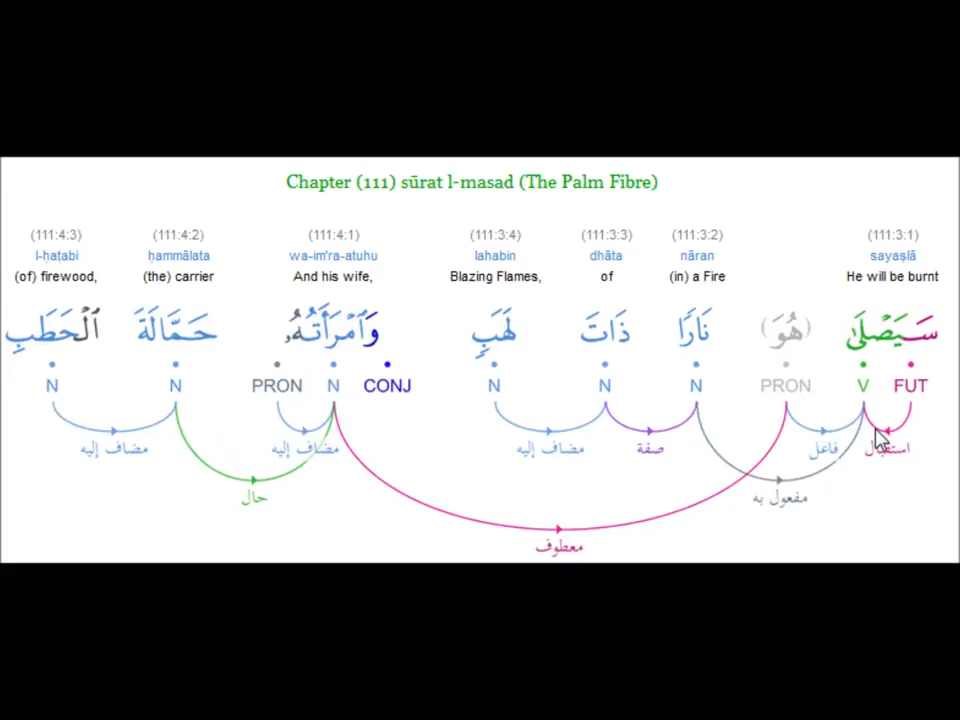 Chapter (111) sūrat l-masad (The Palm Fibre)
(111:4:3) (111:4:2) (111:4:1) (111:3:4) (111:3:3) (111:3:2) (111:3:1)
l-ḥaṭabi ḥammālata wa-im'ra-atuhu lahabin dhāta nāran sayaṣlā
(of) firewood, (the) carrier And his wife, Blazing Flames, of (in) a Fire He will be burnt
سَيَصْلَىٰ (هُوَ) نَارًا ذَاتَ لَهَبٍ وَٱمْرَأَتُهُۥ حَمَّالَةَ ٱلْحَطَبِ
N N PRON N CONJ N N N PRON V FUT
استقبال فاعل صفة مضاف إليه مضاف إليه مضاف إليه
مفعول به حال
معطوف